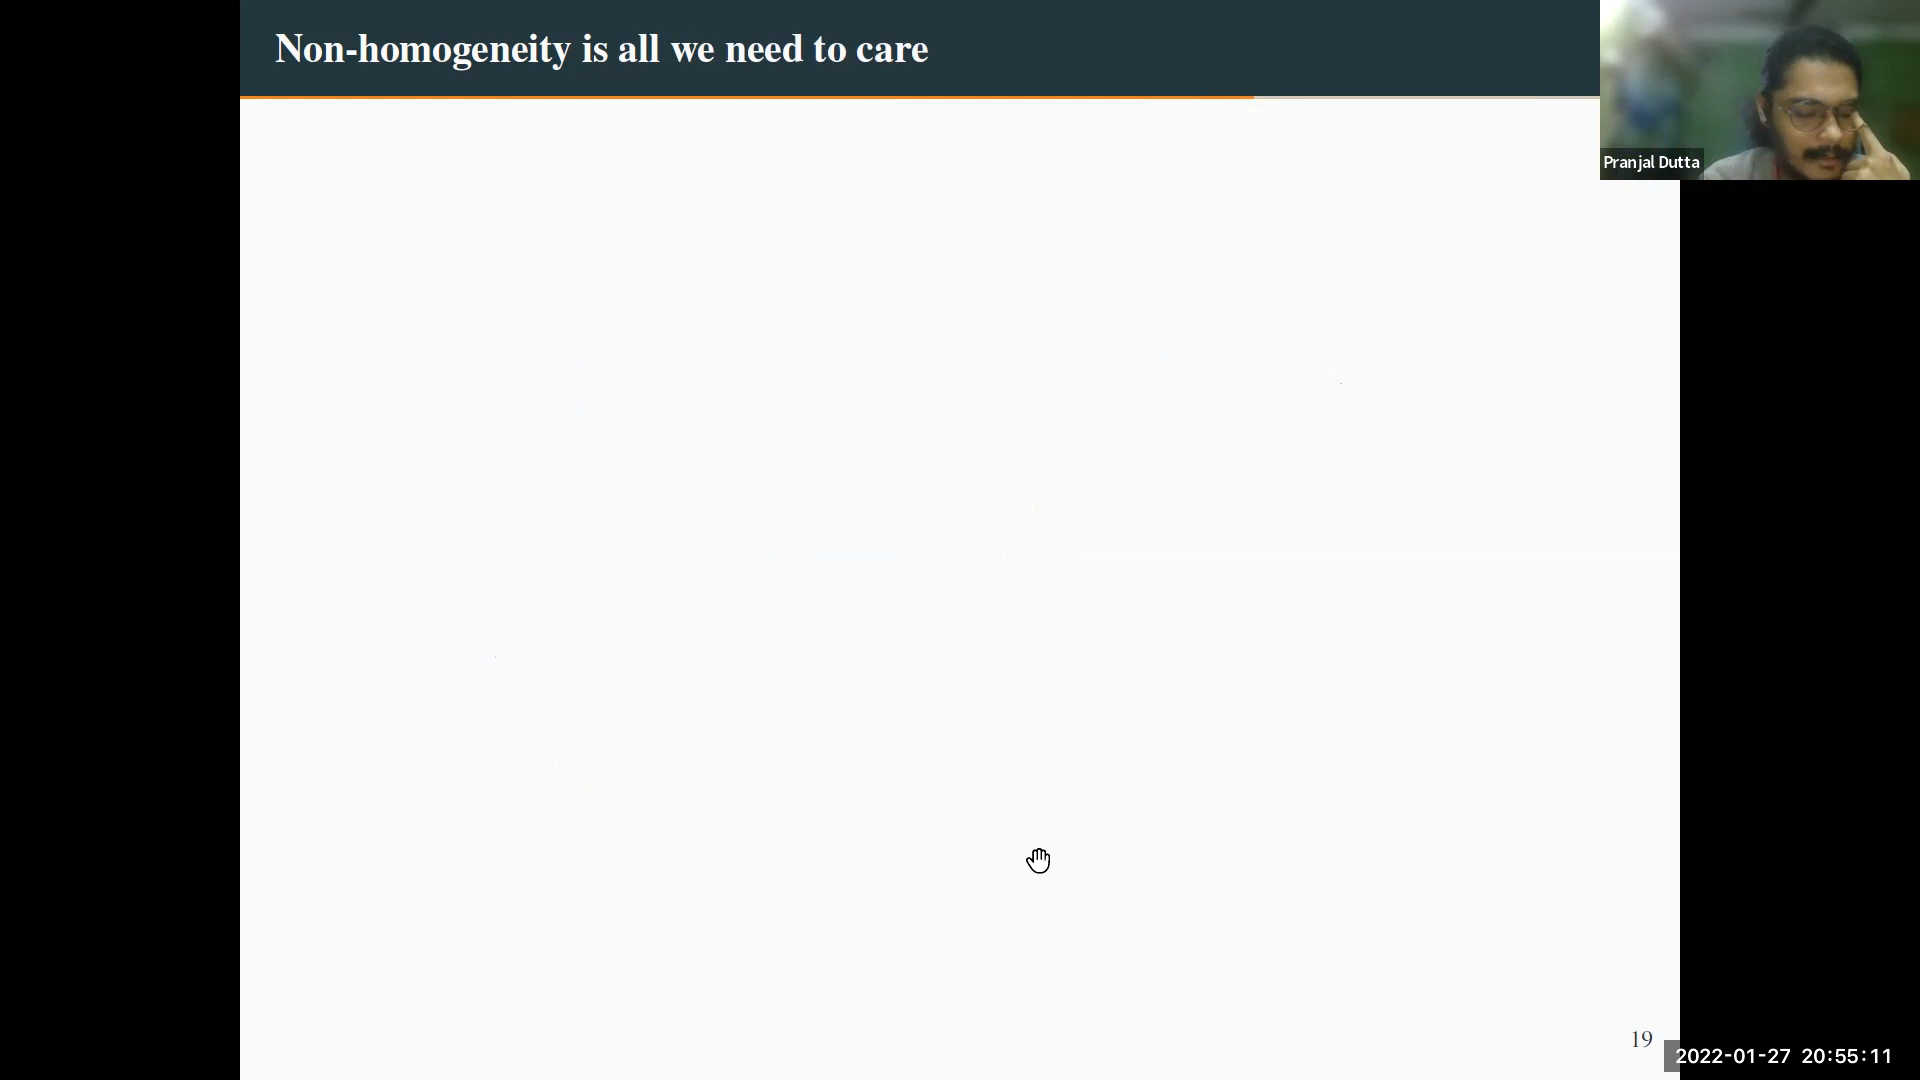 Non-homogeneity is all we need to care
Pranjal Dutta
19
2022-01-27 20:55:11